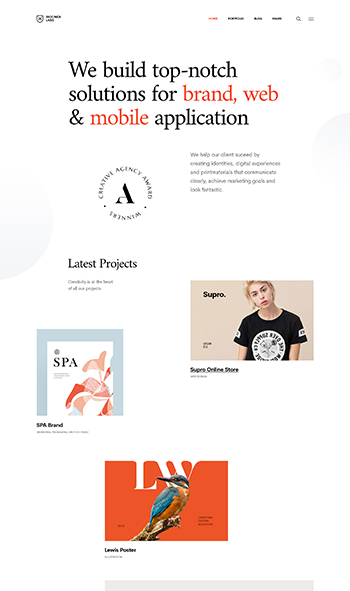 HOME PORTFOLIO BLOG PAGES
We build top-notch
solutions for brand, web
& mobile application
We help our client suceed by
creating identities, digital experiences
and printmaterials that communicate
clearly, achieve marketing goals and
look fantastic.
CREATIVE AGENCY AWARD
A
WINNERS
Latest Projects
Creativity is at the heart
of all our projects
Supro.
Supro Online Store
SPA
SPA Brand
LW
Lewis Poster
ILLUSTRATION